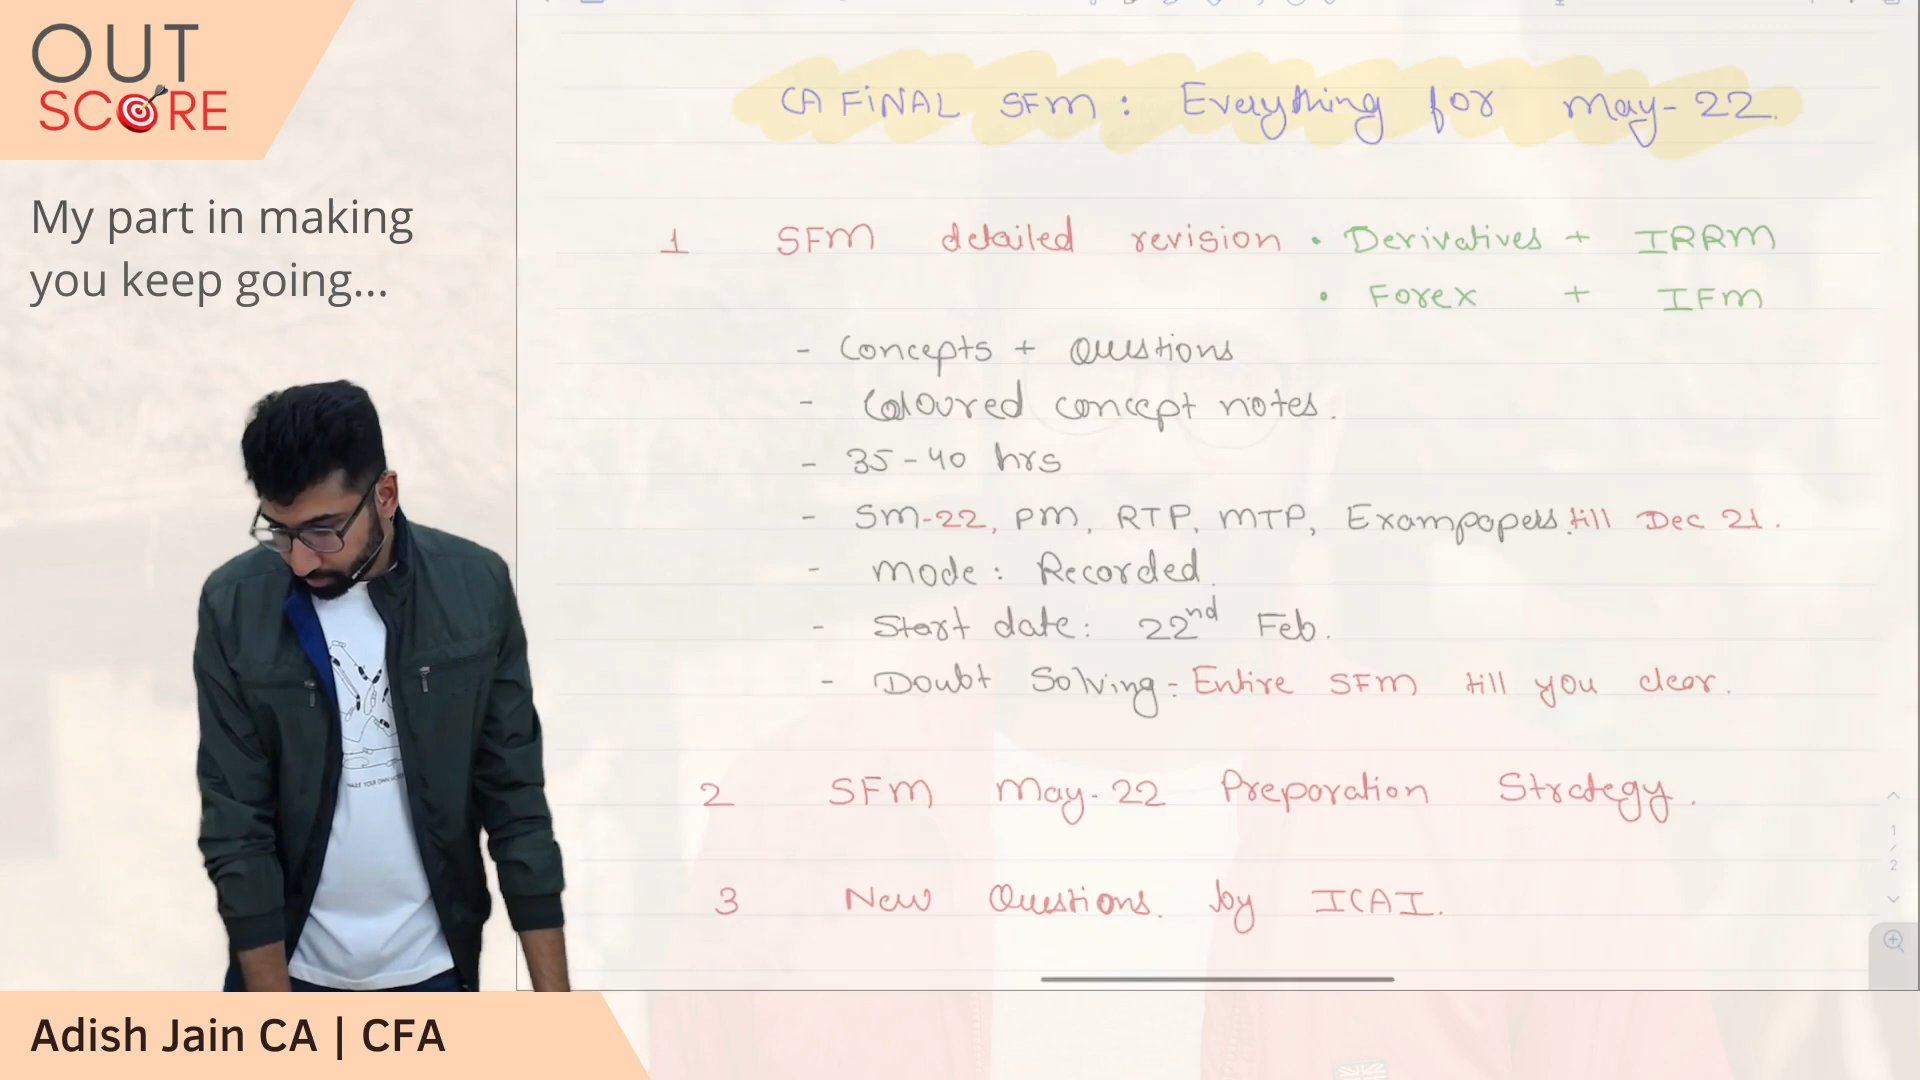 OUT
SCORE
My part in making
you keep going...
CA FINAL SFM : Everything for May-22.
1 SFM detailed revision • Derivatives + IRRM
• Forex + IFM
- Concepts + Questions
- Coloured concept notes.
- 35-40 hrs
- SM-22, PM, RTP, MTP, Exampapers till Dec 21.
- Mode : Recorded.
- Start date : 22nd Feb.
- Doubt Solving - Entire SFM till you clear.
2 SFM May-22 Preparation Strategy.
3 New Questions. by ICAI.
1
/
2
Adish Jain CA | CFA